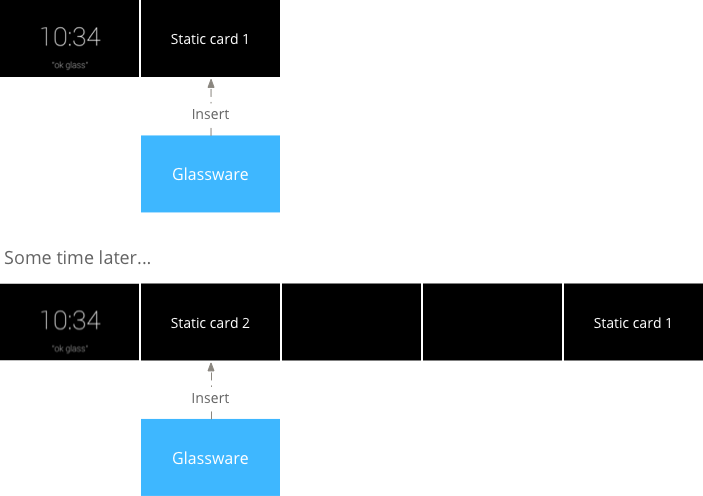 10:34
Static card 1
"ok glass"
Insert
Glassware
Some time later...
10:34
Static card 2
Static card 1
"ok glass"
Insert
Glassware